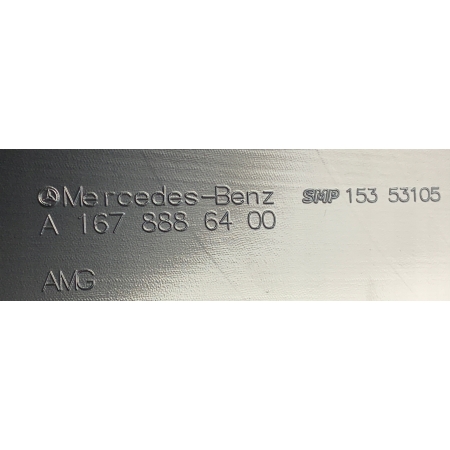 Mercedes-Benz SMP 153 53105
A 167 888 64 00
AMG